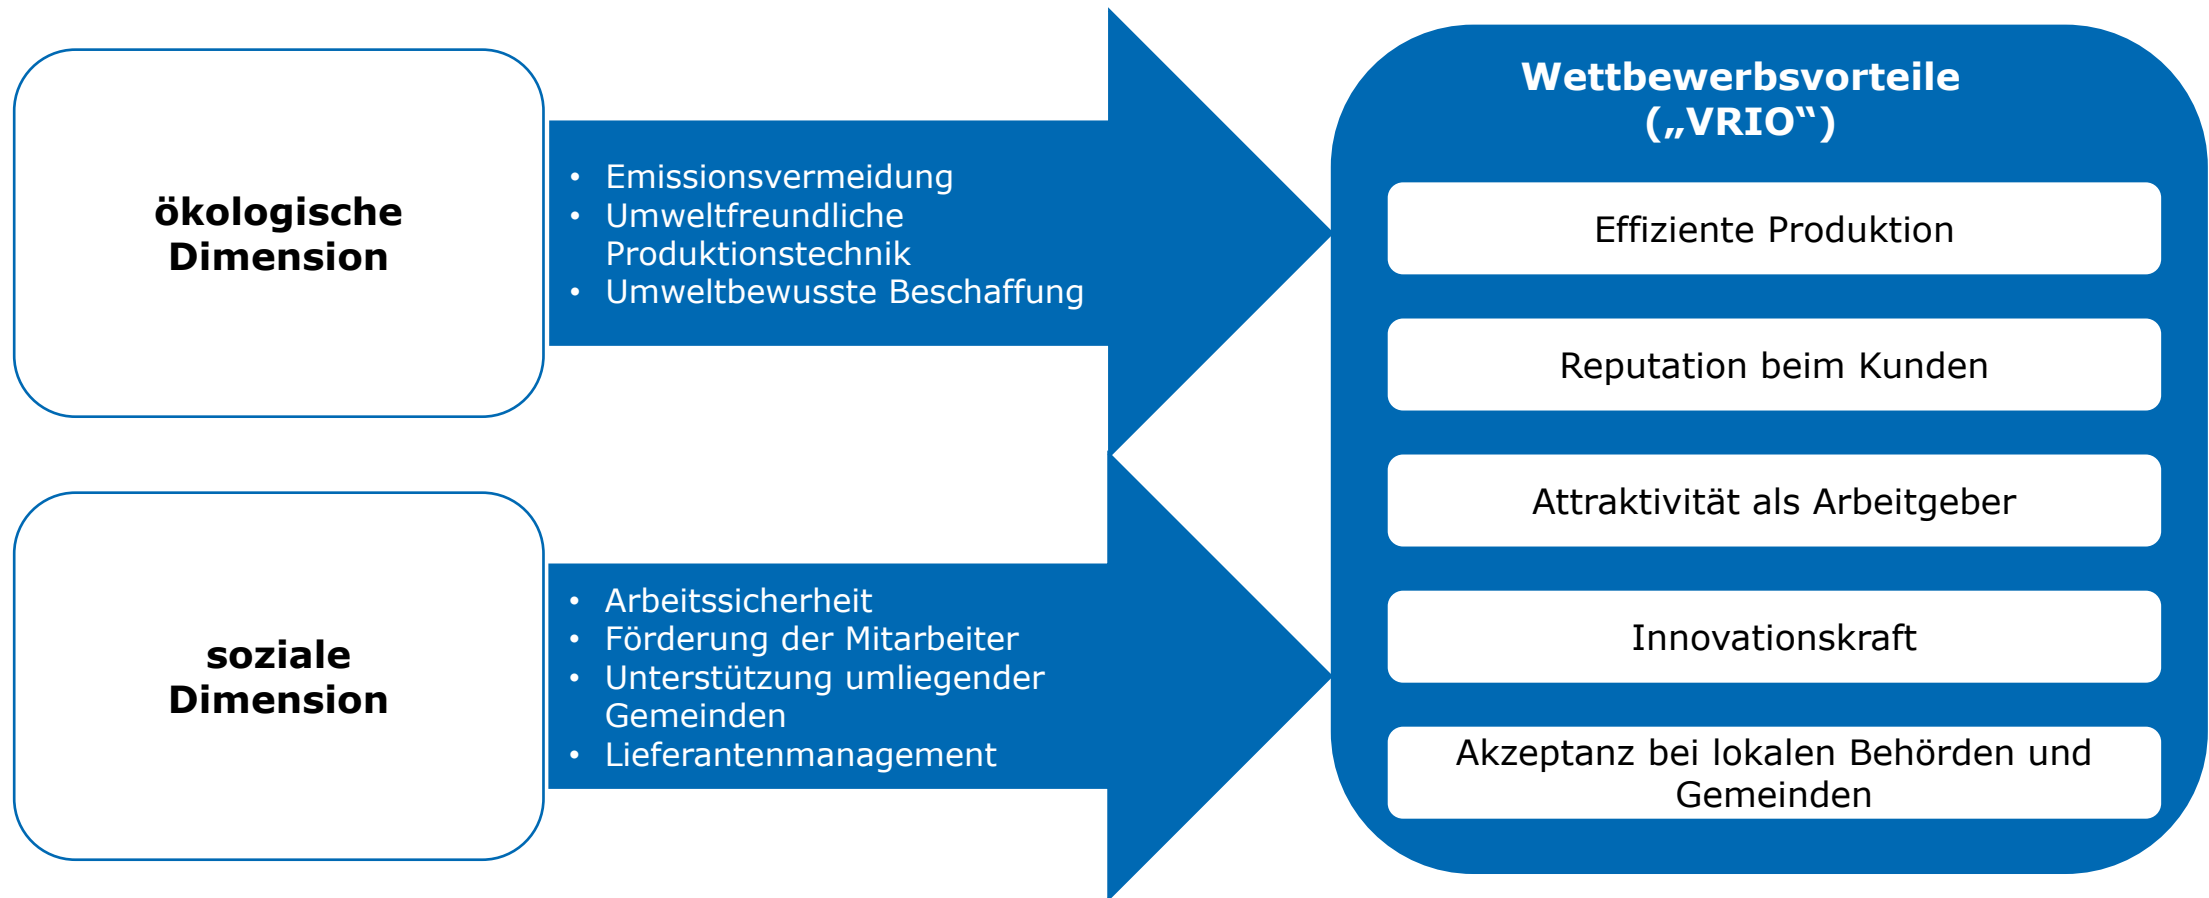 ökologische
Dimension
• Emissionsvermeidung
• Umweltfreundliche
Produktionstechnik
• Umweltbewusste Beschaffung
soziale
Dimension
• Arbeitssicherheit
• Förderung der Mitarbeiter
• Unterstützung umliegender
Gemeinden
• Lieferantenmanagement
Wettbewerbsvorteile
(„VRIO“)
Effiziente Produktion
Reputation beim Kunden
Attraktivität als Arbeitgeber
Innovationskraft
Akzeptanz bei lokalen Behörden und
Gemeinden